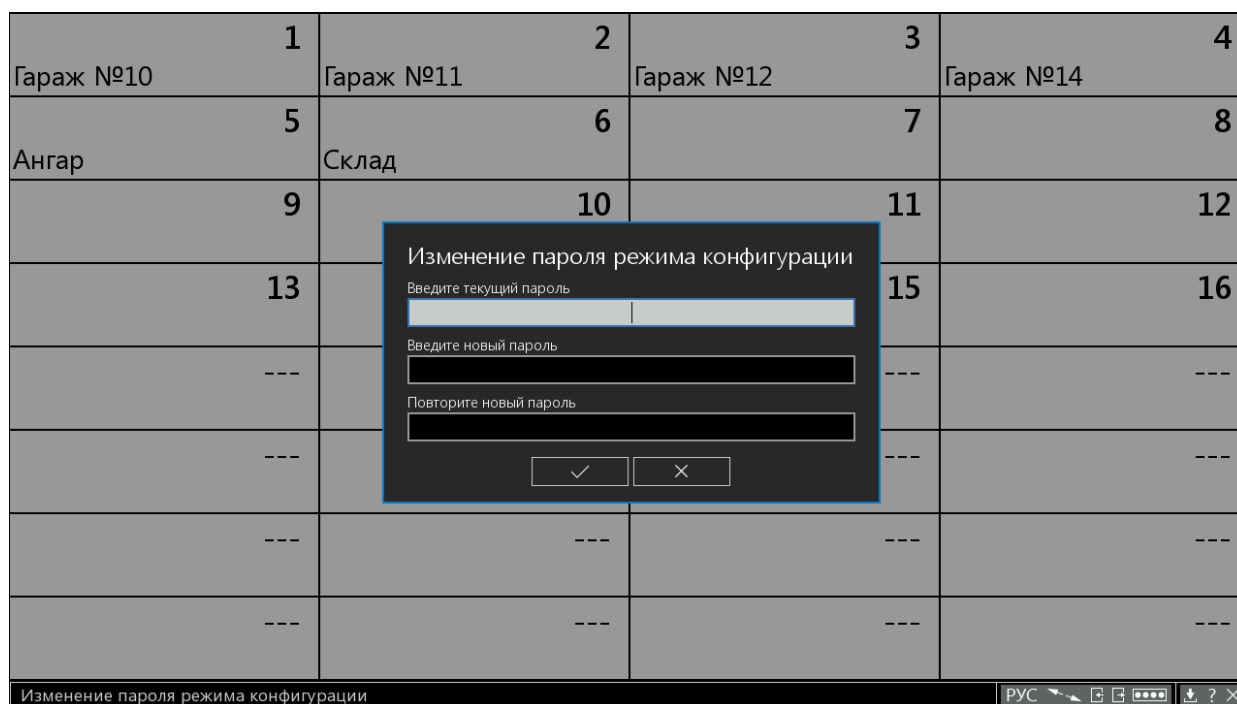 1 2 3 4
Гараж №10 Гараж №11 Гараж №12 Гараж №14
5 6 7 8
Ангар Склад
9 10 11 12
Изменение пароля режима конфигурации
Введите текущий пароль
13 15 16
Введите новый пароль
--- --- ---
Повторите новый пароль
--- --- ---
--- --- --- ---
--- --- --- ---
Изменение пароля режима конфигурации РУС ?